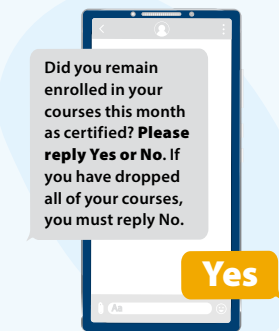 Did you remain
enrolled in your
courses this month
as certified? Please
reply Yes or No. If
you have dropped
all of your courses,
you must reply No.
Yes
Aa